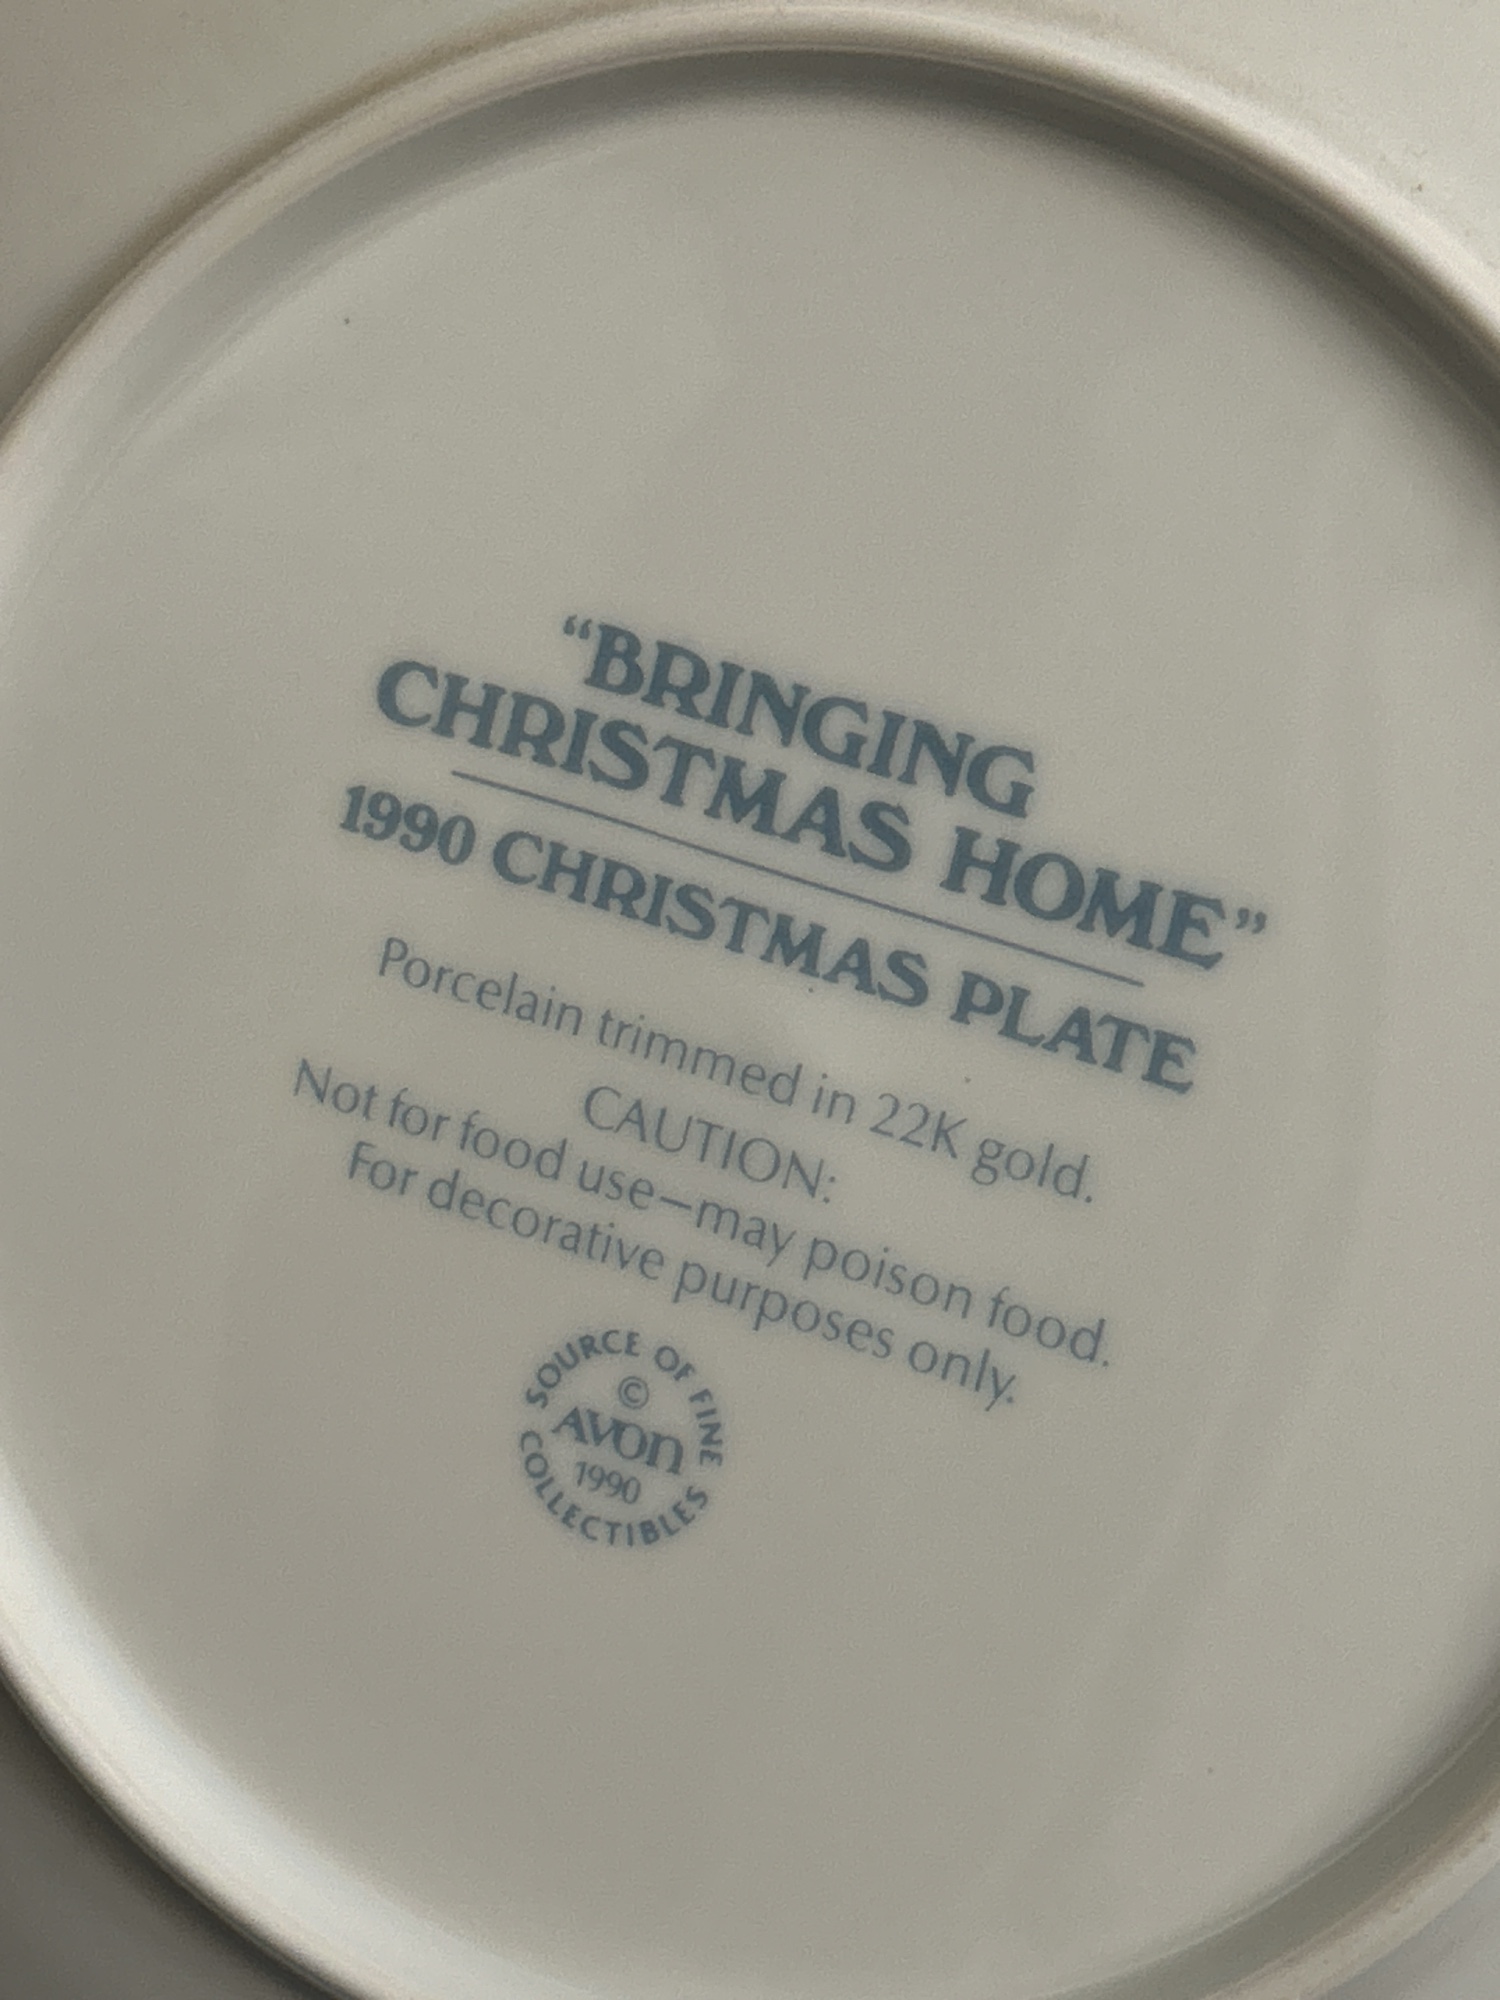 “BRINGING
CHRISTMAS HOME”
1990 CHRISTMAS PLATE
Porcelain trimmed in 22K gold.
CAUTION:
Not for food use—may poison food.
For decorative purposes only.
SOURCE OF FINE
©
AVON
1990
COLLECTIBLES